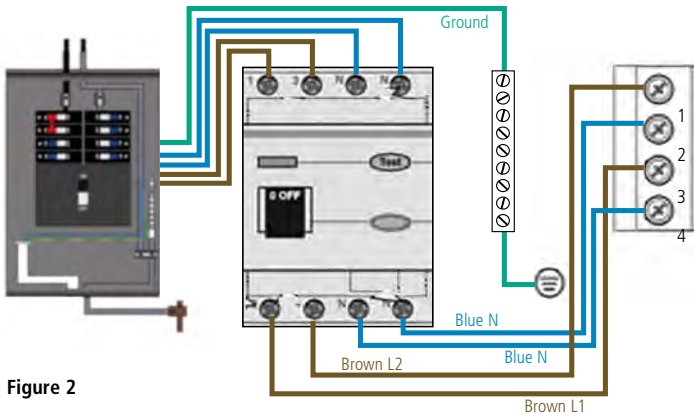 Ground
1 3 N N
Test
0 OFF
1
2
3
4
N N
Blue N
Blue N
Brown L2
Brown L1
Figure 2